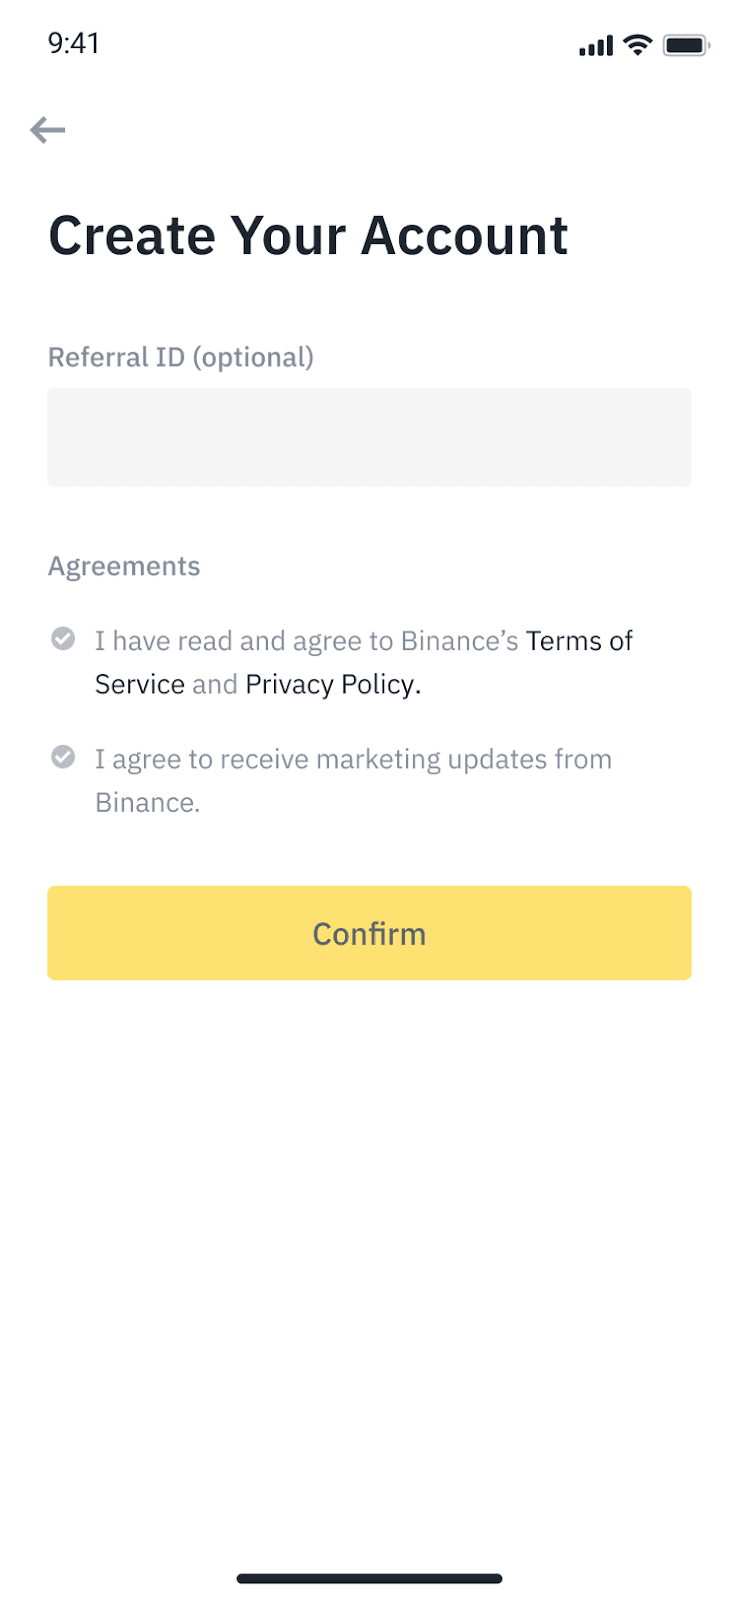 9:41
Create Your Account
Referral ID (optional)
Agreements
I have read and agree to Binance’s Terms of
Service and Privacy Policy.
I agree to receive marketing updates from
Binance.
Confirm